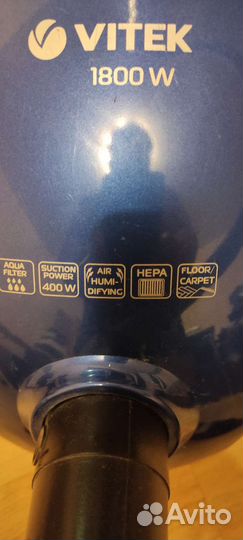 VITEK
1800 W
AQUA
FILTER
SUCTION
POWER
400 W
AIR
HUMI-
DIFYING
HEPA
FLOOR/
CARPET
Avito